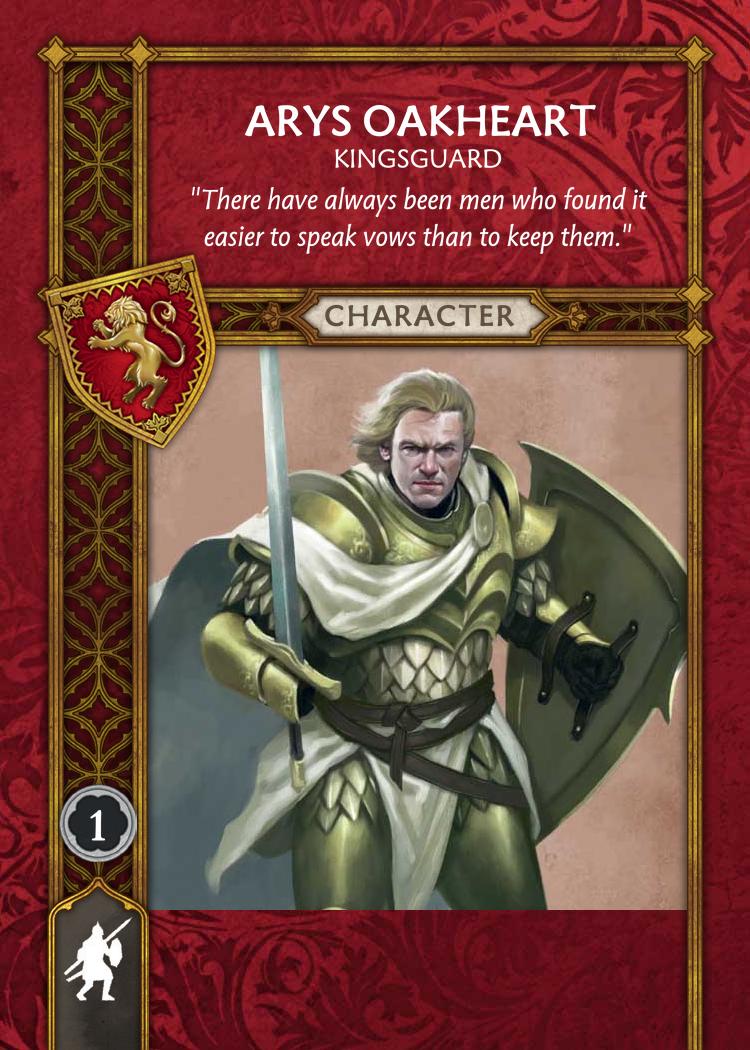 ARYS OAKHEART
KINGSGUARD
"There have always been men who found it
easier to speak vows than to keep them."
CHARACTER
1